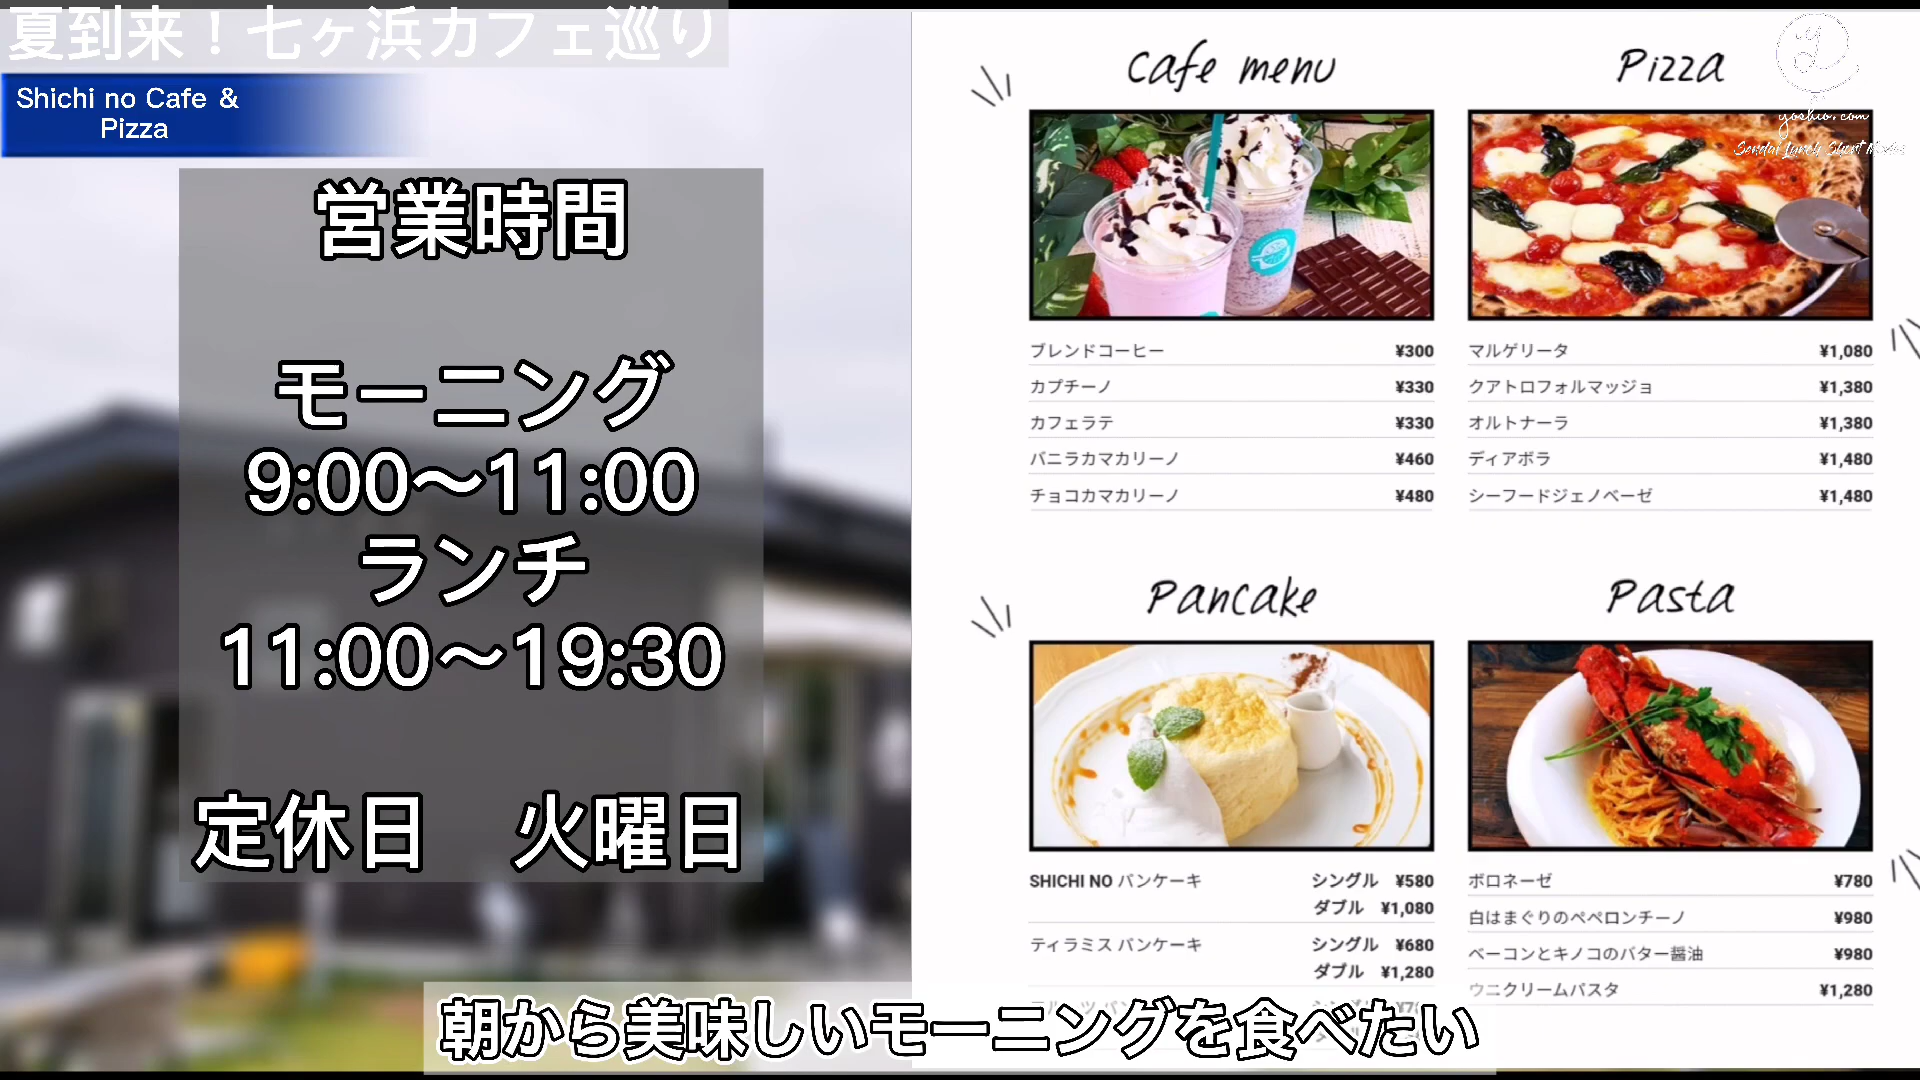 夏到来！七ヶ浜カフェ巡り
Shichi no Cafe &
Pizza
営業時間
モーニング
9:00〜11:00
ランチ
11:00〜19:30
定休日　火曜日
cafe menu
ブレンドコーヒー ¥300
カプチーノ ¥330
カフェラテ ¥330
バニラカマカリーノ ¥460
チョコカマカリーノ ¥480
Pizza
マルゲリータ ¥1,080
クアトロフォルマッジョ ¥1,380
オルトナーラ ¥1,380
ディアボラ ¥1,480
シーフードジェノベーゼ ¥1,480
Pancake
SHICHI NO パンケーキ シングル ¥580
ダブル ¥1,080
ティラミス パンケーキ シングル ¥680
ダブル ¥1,280
Pasta
ボロネーゼ ¥780
白はまぐりのペペロンチーノ ¥980
ベーコンとキノコのバター醤油 ¥980
ウニクリームパスタ ¥1,280
yoshio.com
朝から美味しいモーニングを食べたい